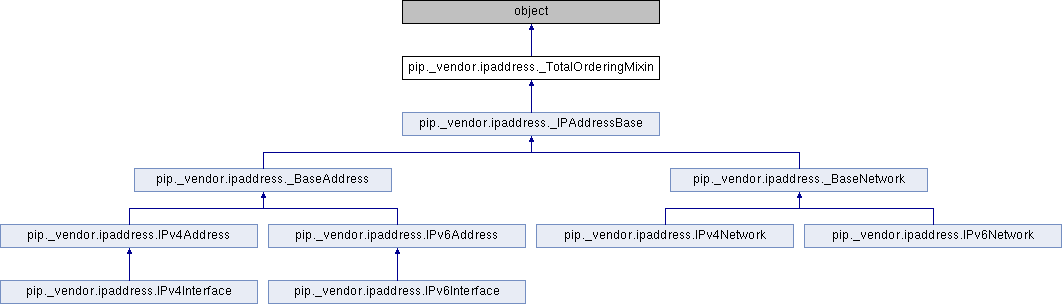 object
pip._vendor.ipaddress._TotalOrderingMixin
pip._vendor.ipaddress._IPAddressBase
pip._vendor.ipaddress._BaseAddress
pip._vendor.ipaddress._BaseNetwork
pip._vendor.ipaddress.IPv4Address
pip._vendor.ipaddress.IPv6Address
pip._vendor.ipaddress.IPv4Network
pip._vendor.ipaddress.IPv6Network
pip._vendor.ipaddress.IPv4Interface
pip._vendor.ipaddress.IPv6Interface